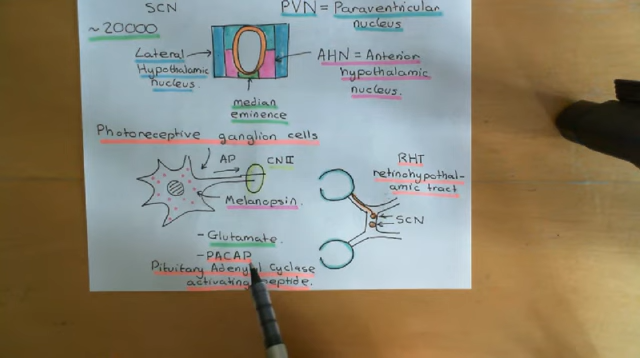 SCN
PVN = Paraventricular
nucleus
~20000
Lateral
Hypothalamic
nucleus.
AHN = Anterior
hypothalamic
nucleus.
median
eminence
Photoreceptive ganglion cells
AP
CN II
Melanopsin.
RHT
retinohypothal-
amic tract
SCN
- Glutamate.
- PACAP
Pituitary Adenylyl Cyclase
activating peptide.